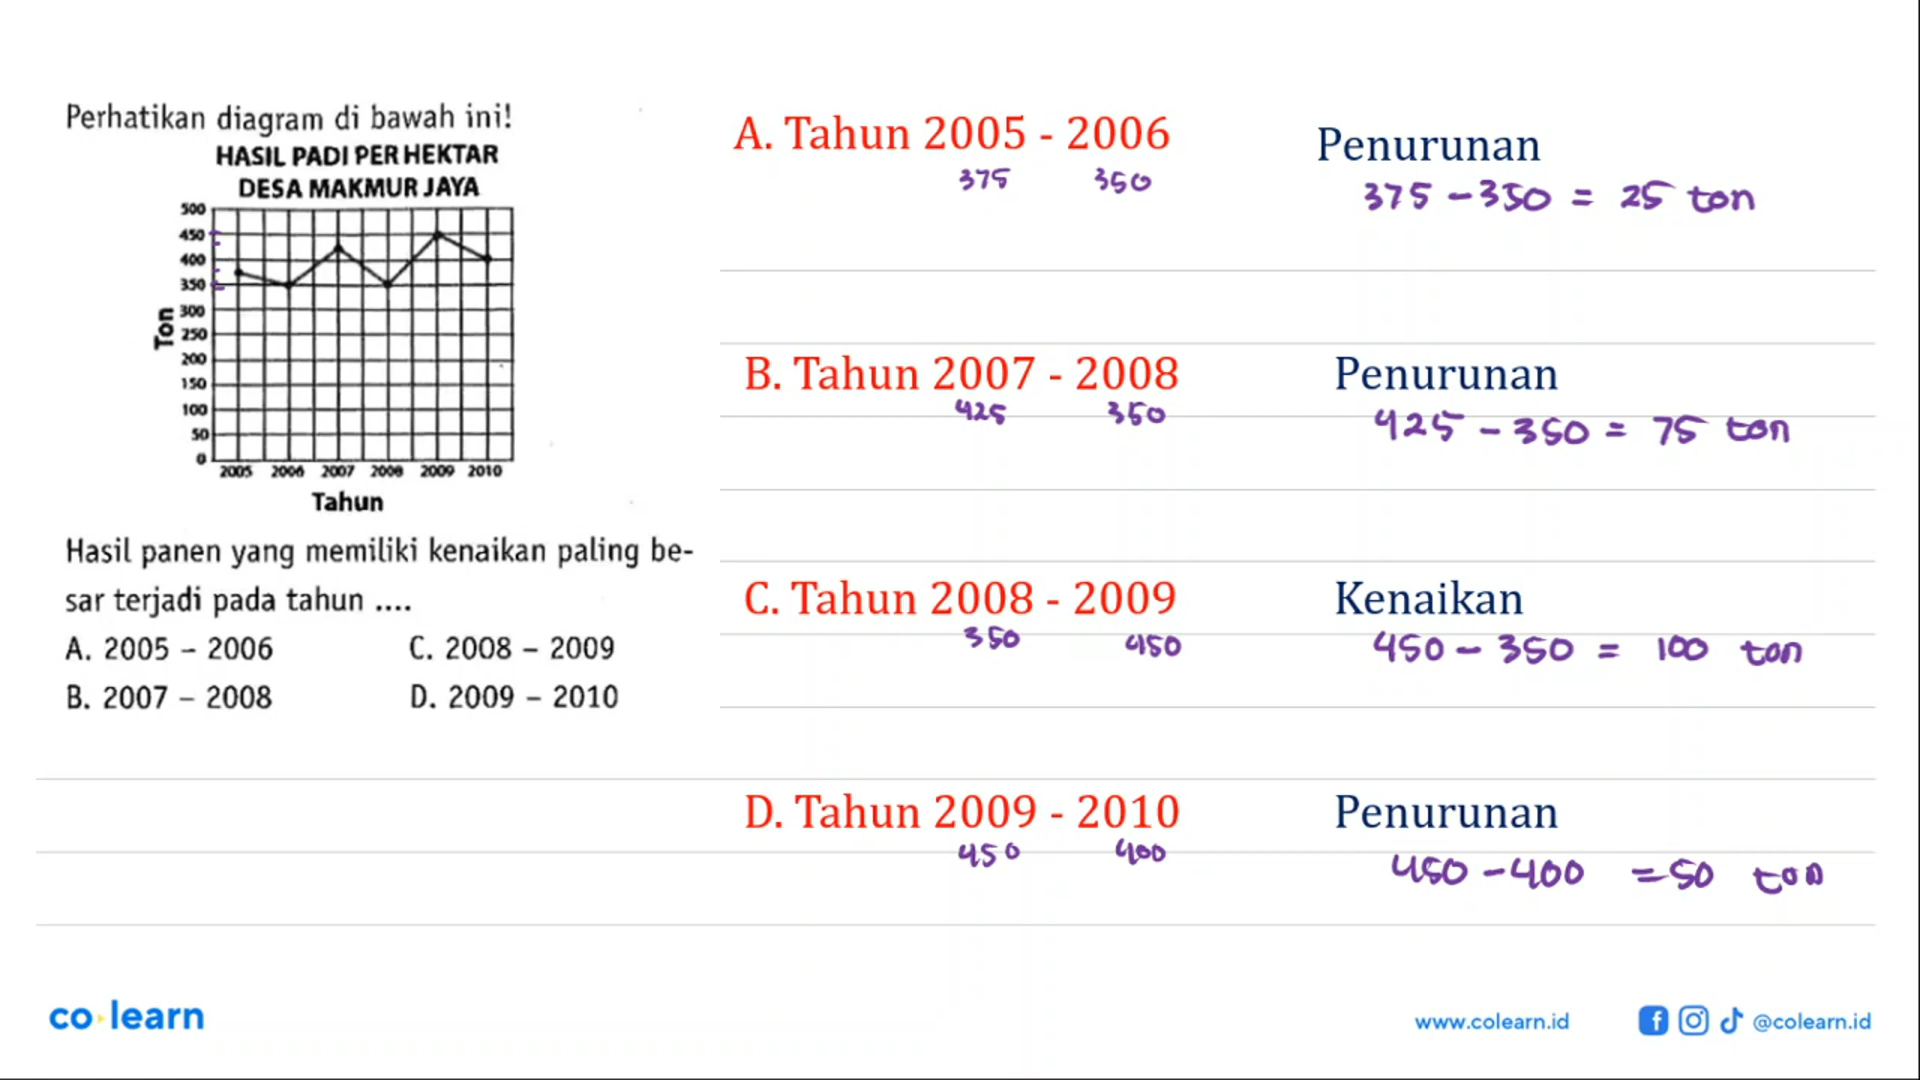 Perhatikan diagram di bawah ini!
HASIL PADI PER HEKTAR
DESA MAKMUR JAYA
500
450
400
350
300
250
200
150
100
50
0
Ton
2005 2006 2007 2008 2009 2010
Tahun
Hasil panen yang memiliki kenaikan paling be-
sar terjadi pada tahun ....
A. 2005 – 2006 C. 2008 – 2009
B. 2007 – 2008 D. 2009 – 2010
A. Tahun 2005 - 2006 Penurunan
375 350 375 - 350 = 25 ton
B. Tahun 2007 - 2008 Penurunan
425 350 425 - 350 = 75 ton
C. Tahun 2008 - 2009 Kenaikan
350 450 450 - 350 = 100 ton
D. Tahun 2009 - 2010 Penurunan
450 400 450 - 400 = 50 ton
co learn
www.colearn.id @colearn.id